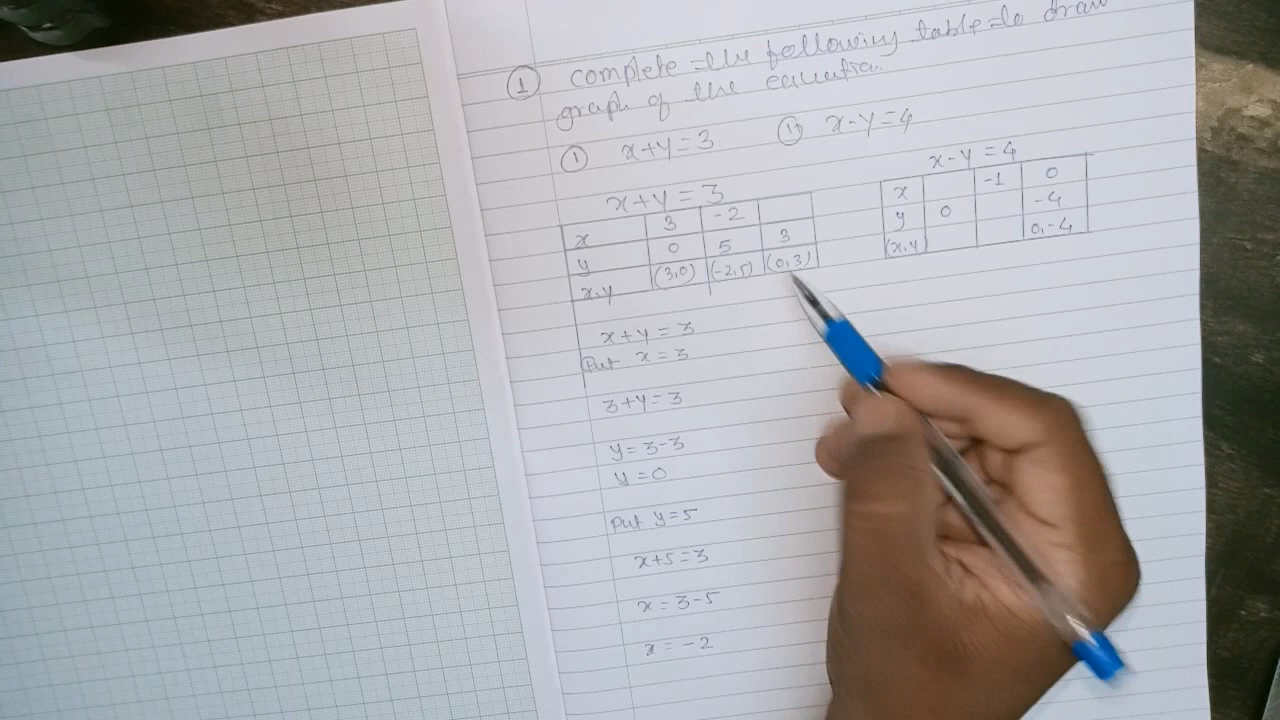 ① complete the following table to draw
graph of the equation.
① x+y=3 ⑪ x-y=4
x+y=3
x 3 -2
y 0 5 3
x,y (3,0) (-2,5) (0,3)
x-y=4
x -1 0
y 0 -4
(x,y) 0,-4
x+y=3
Put x=3
3+y=3
y=3-3
y=0
Put y=5
x+5=3
x=3-5
x=-2